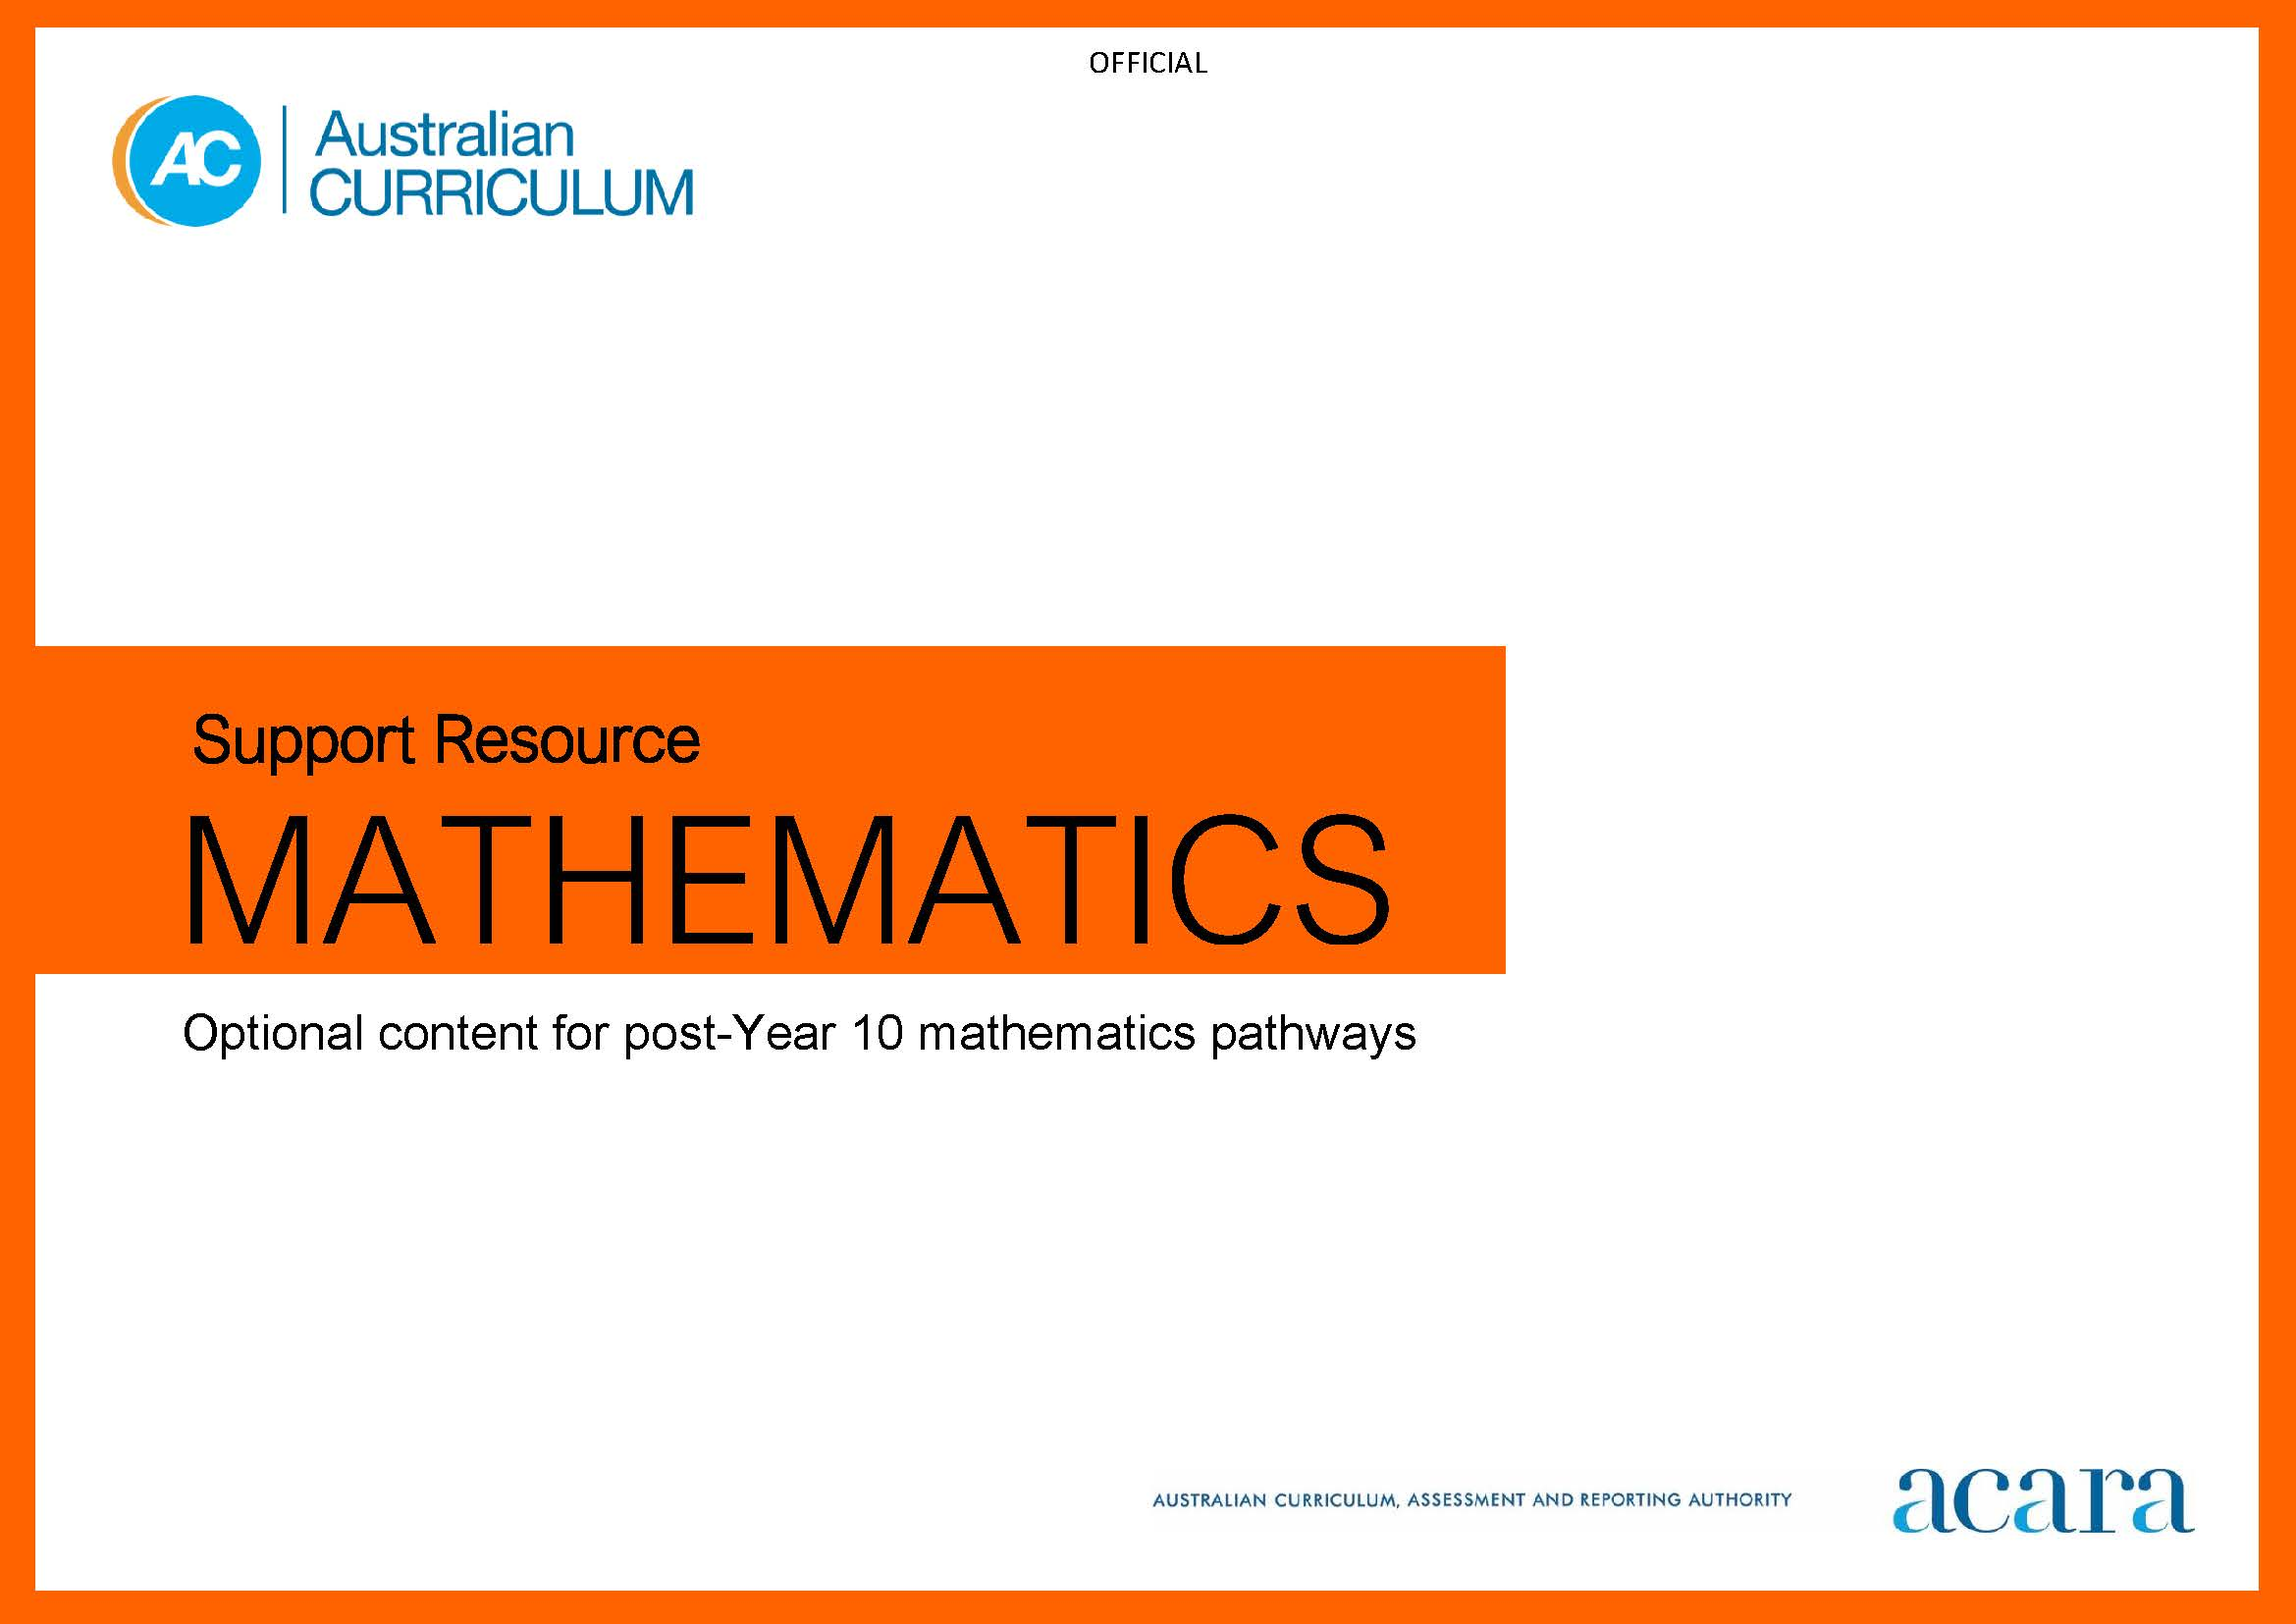 OFFICIAL
AC
Australian
CURRICULUM
Support Resource
MATHEMATICS
Optional content for post-Year 10 mathematics pathways
AUSTRALIAN CURRICULUM, ASSESSMENT AND REPORTING AUTHORITY
acara